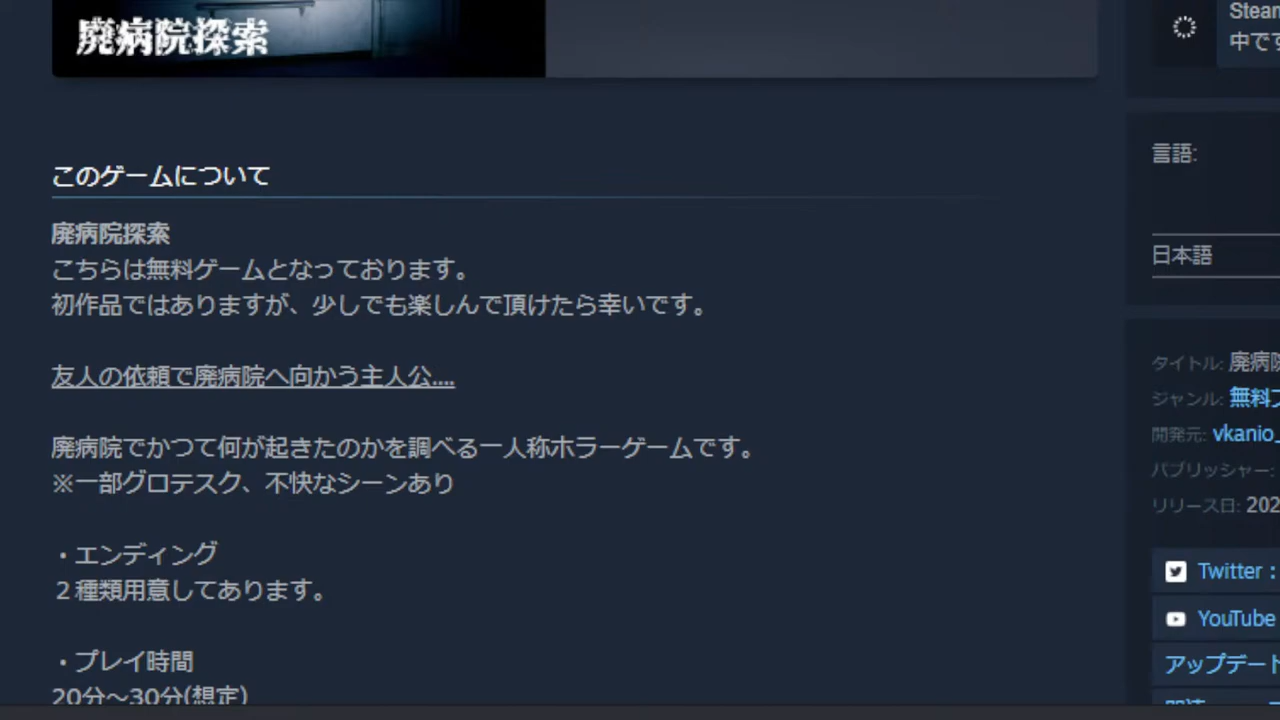 廃病院探索
Steam
中です
このゲームについて
言語:
廃病院探索
こちらは無料ゲームとなっております。
初作品ではありますが、少しでも楽しんで頂けたら幸いです。
日本語
友人の依頼で廃病院へ向かう主人公....
タイトル: 廃病院
ジャンル: 無料
開発元: vkanio_
パブリッシャー:
リリース日: 202
廃病院でかつて何が起きたのかを調べる一人称ホラーゲームです。
※一部グロテスク、不快なシーンあり
・エンディング
２種類用意してあります。
Twitter :
YouTube
アップデート
・プレイ時間
20分～30分(想定)